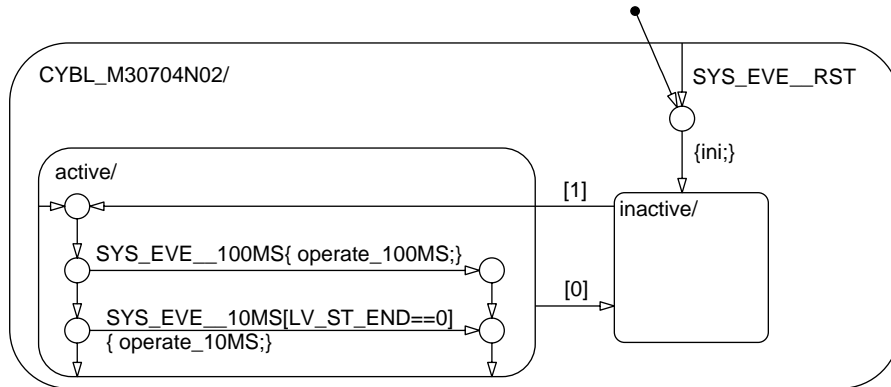 CYBL_M30704N02/
SYS_EVE__RST
{ini;}
active/
[1]
inactive/
SYS_EVE__100MS{ operate_100MS;}
[0]
SYS_EVE__10MS[LV_ST_END==0]
{ operate_10MS;}